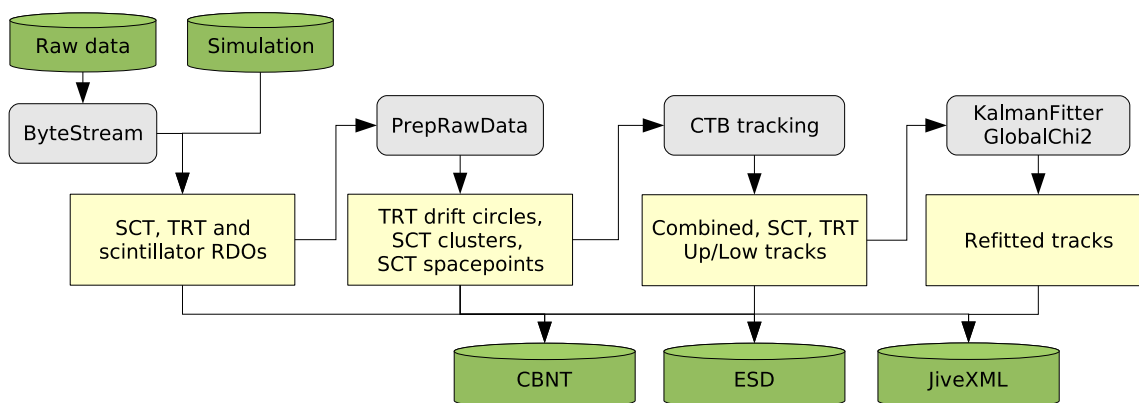 Raw data
Simulation
ByteStream
PrepRawData
CTB tracking
KalmanFitter
GlobalChi2
SCT, TRT and
scintillator RDOs
TRT drift circles,
SCT clusters,
SCT spacepoints
Combined, SCT, TRT
Up/Low tracks
Refitted tracks
CBNT
ESD
JiveXML